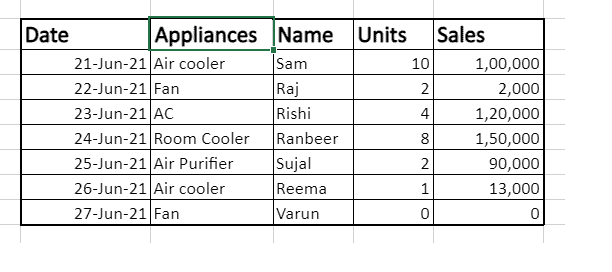 Date Appliances Name Units Sales
21-Jun-21 Air cooler Sam 10 1,00,000
22-Jun-21 Fan Raj 2 2,000
23-Jun-21 AC Rishi 4 1,20,000
24-Jun-21 Room Cooler Ranbeer 8 1,50,000
25-Jun-21 Air Purifier Sujal 2 90,000
26-Jun-21 Air cooler Reema 1 13,000
27-Jun-21 Fan Varun 0 0